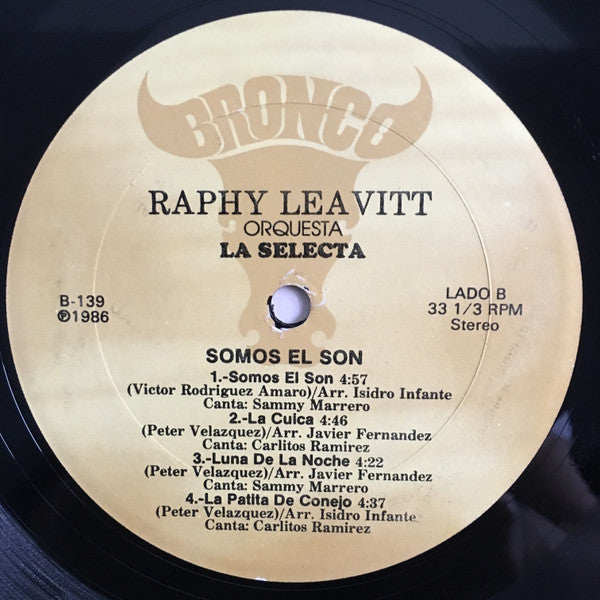 BRONCO
RAPHY LEAVITT
ORQUESTA
LA SELECTA
B-139
℗1986
LADO B
33 1/3 RPM
Stereo
SOMOS EL SON
1.-Somos El Son 4:57
(Victor Rodriguez Amaro)/Arr. Isidro Infante
Canta: Sammy Marrero
2.-La Cuica 4:46
(Peter Velazquez)/Arr. Javier Fernandez
Canta: Carlitos Ramirez
3.-Luna De La Noche 4:22
(Peter Velazquez)/Arr. Javier Fernandez
Canta: Sammy Marrero
4.-La Patita De Conejo 4:37
(Peter Velazquez)/Arr. Isidro Infante
Canta: Carlitos Ramirez